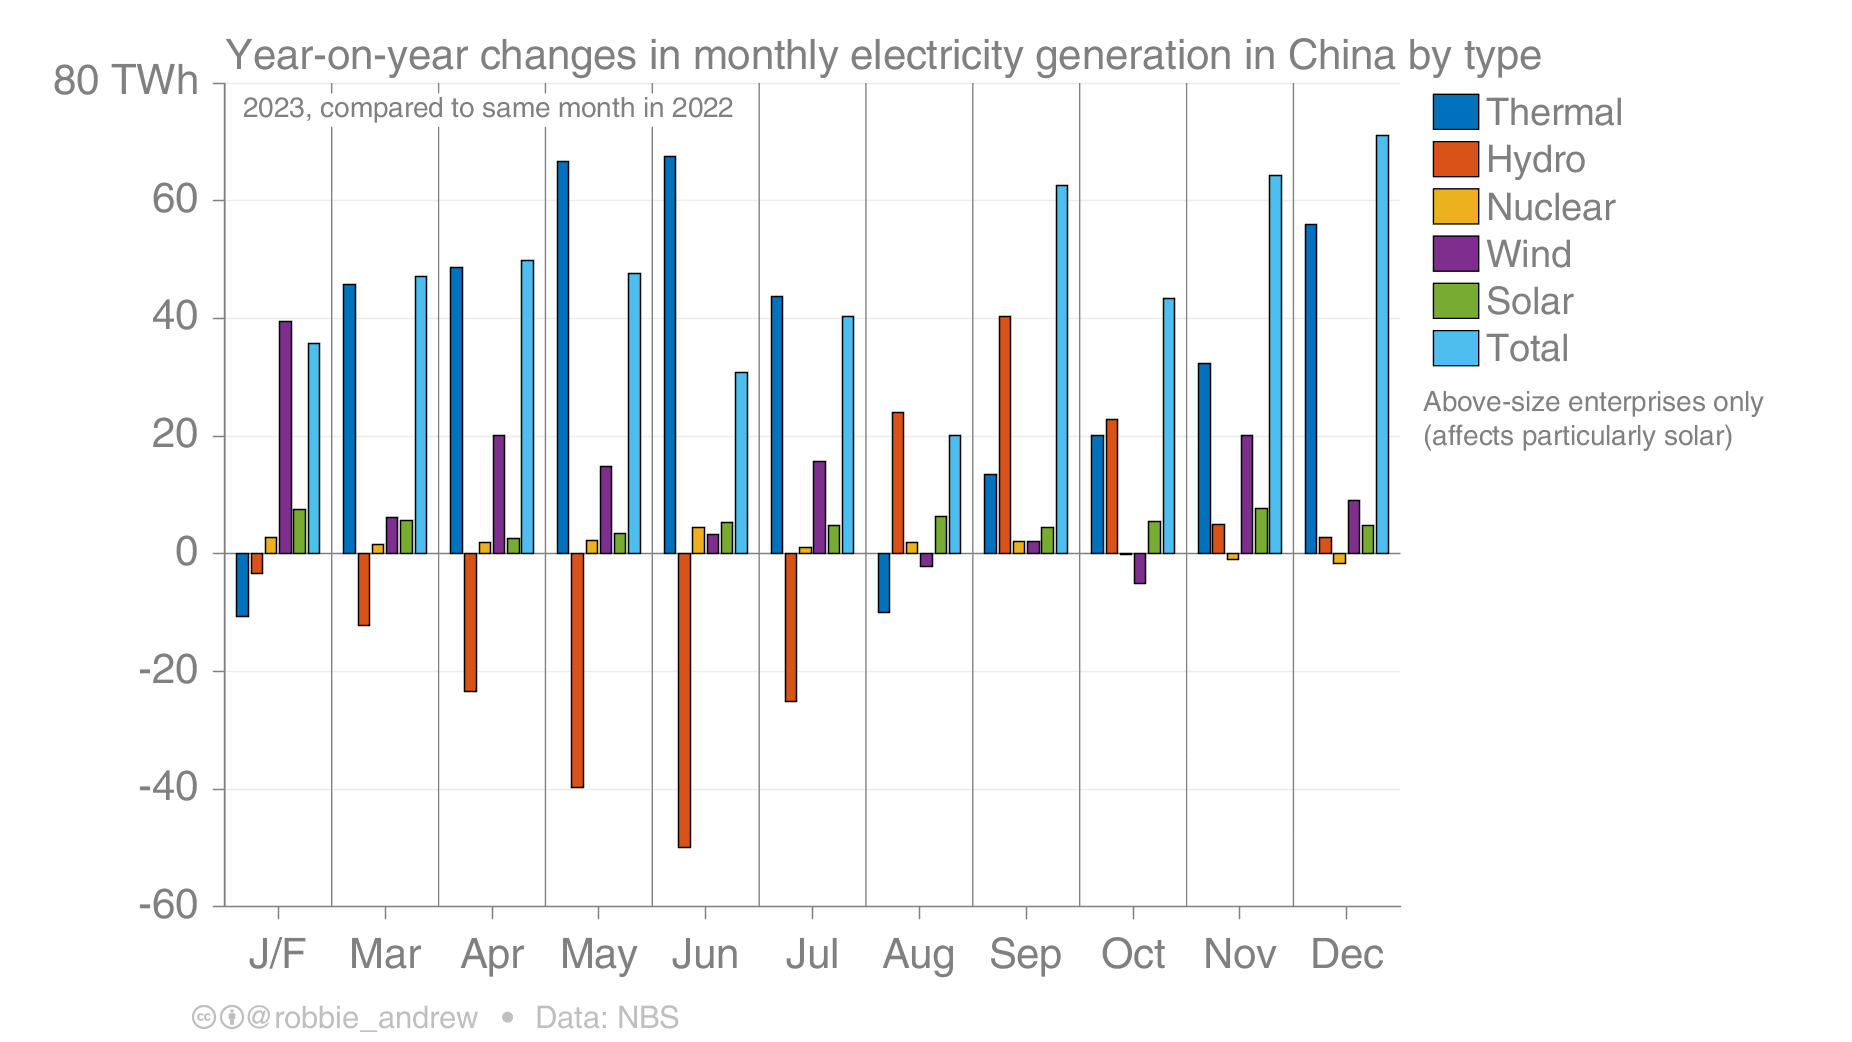 Year-on-year changes in monthly electricity generation in China by type
80 TWh
2023, compared to same month in 2022
60
40
20
0
-20
-40
-60
J/F Mar Apr May Jun Jul Aug Sep Oct Nov Dec
Thermal
Hydro
Nuclear
Wind
Solar
Total
Above-size enterprises only
(affects particularly solar)
cc @robbie_andrew • Data: NBS